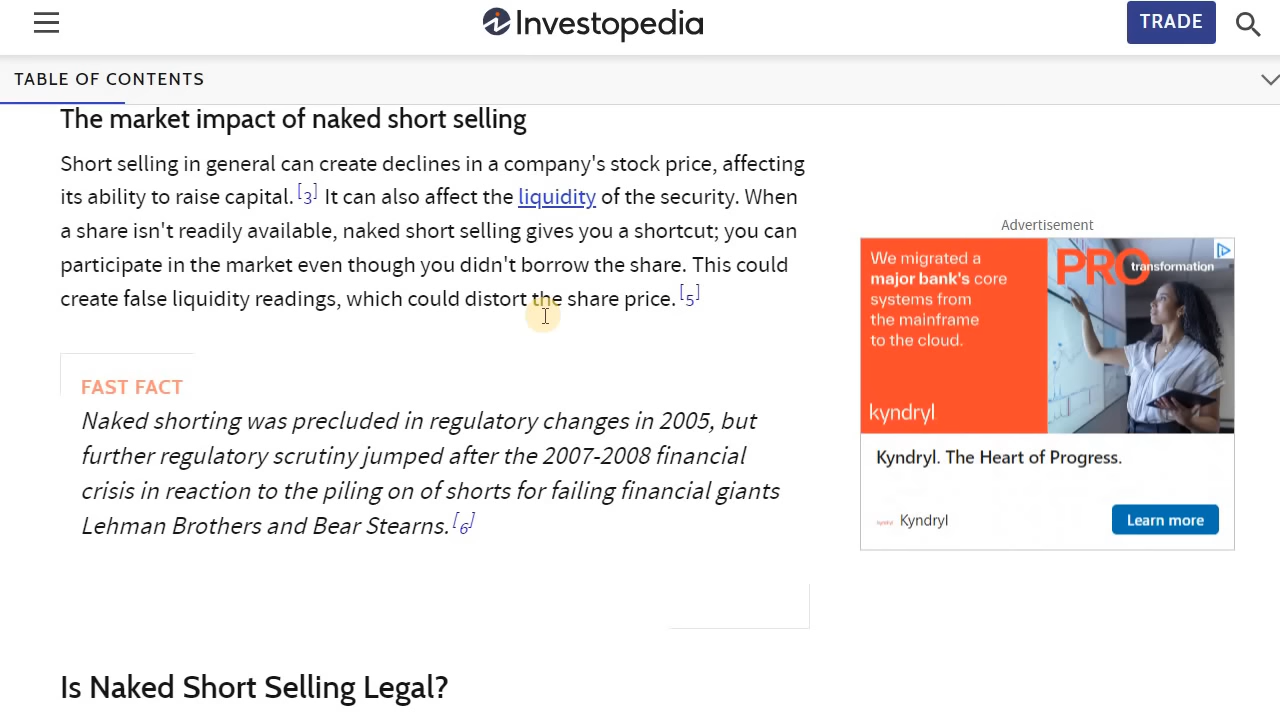 Investopedia
TRADE
TABLE OF CONTENTS
The market impact of naked short selling
Short selling in general can create declines in a company's stock price, affecting
its ability to raise capital.[3] It can also affect the liquidity of the security. When
a share isn't readily available, naked short selling gives you a shortcut; you can
participate in the market even though you didn't borrow the share. This could
create false liquidity readings, which could distort the share price.[5]
FAST FACT
Naked shorting was precluded in regulatory changes in 2005, but
further regulatory scrutiny jumped after the 2007-2008 financial
crisis in reaction to the piling on of shorts for failing financial giants
Lehman Brothers and Bear Stearns.[6]
Is Naked Short Selling Legal?
Advertisement
We migrated a
major bank's core
systems from
the mainframe
to the cloud.
kyndryl
PRO transformation
Kyndryl. The Heart of Progress.
kyndryl Kyndryl
Learn more